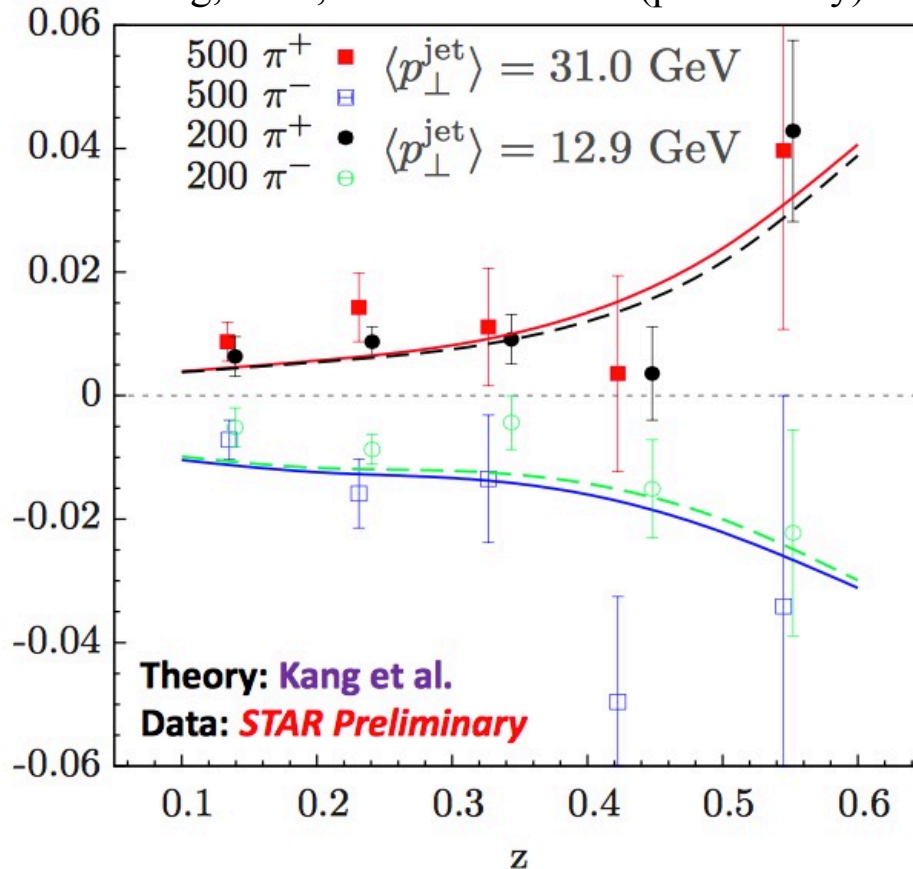 500 π⁺ ⟨p⊥^jet⟩ = 31.0 GeV
500 π⁻
200 π⁺ ⟨p⊥^jet⟩ = 12.9 GeV
200 π⁻
0.06
0.04
0.02
0
-0.02
-0.04
-0.06
Theory: Kang et al.
Data: STAR Preliminary
0.1 0.2 0.3 0.4 0.5 0.6
z